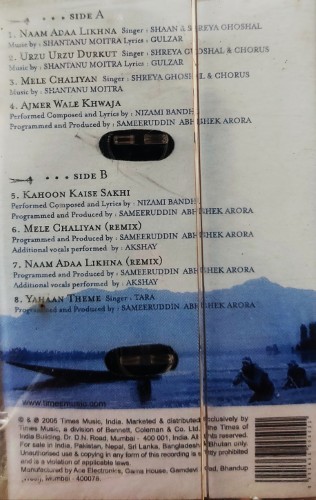 ... SIDE A
1. NAAM ADAA LIKHNA Singer : SHAAN & SHREYA GHOSHAL
Music by : SHANTANU MOITRA Lyrics by : GULZAR
2. URZU URZU DURKUT Singer : SHREYA GHOSHAL & CHORUS
Music by : SHANTANU MOITRA Lyrics by : GULZAR
3. MELE CHALIYAN Singer : SHREYA GHOSHAL & CHORUS
Music by : SHANTANU MOITRA
4. AJMER WALE KHWAJA
Performed Composed and Lyrics by : NIZAMI BANDHU
Programmed and Produced by : SAMEERUDDIN ABHISHEK ARORA
... SIDE B
5. KAHOON KAISE SAKHI
Performed Composed and Lyrics by : NIZAMI BANDHU
Programmed and Produced by : SAMEERUDDIN ABHISHEK ARORA
6. MELE CHALIYAN (REMIX)
Programmed and Produced by : SAMEERUDDIN ABHISHEK ARORA
Additional vocals performed by : AKSHAY
7. NAAM ADAA LIKHNA (REMIX)
Programmed and Produced by : SAMEERUDDIN ABHISHEK ARORA
Additional vocals performed by : AKSHAY
8. YAHAAN THEME Singer : TARA
Programmed and Produced by : SAMEERUDDIN ABHISHEK ARORA
www.timesmusic.com
℗ & © 2005 Times Music, India. Marketed & distributed exclusively by
Times Music, a division of Bennett, Coleman & Co. Ltd., the Times of
India Building, Dr. D.N. Road, Mumbai - 400 001, India. All rights reserved.
For sale in India, Pakistan, Nepal, Sri Lanka, Bangladesh, Bhutan only.
Unauthorised use & copying in any form of this recording is strictly prohibited
and is a violation of applicable laws.
Manufactured by Ace Electronics, House, Gamdevi Road, Bhandup
Mumbai - 400078.